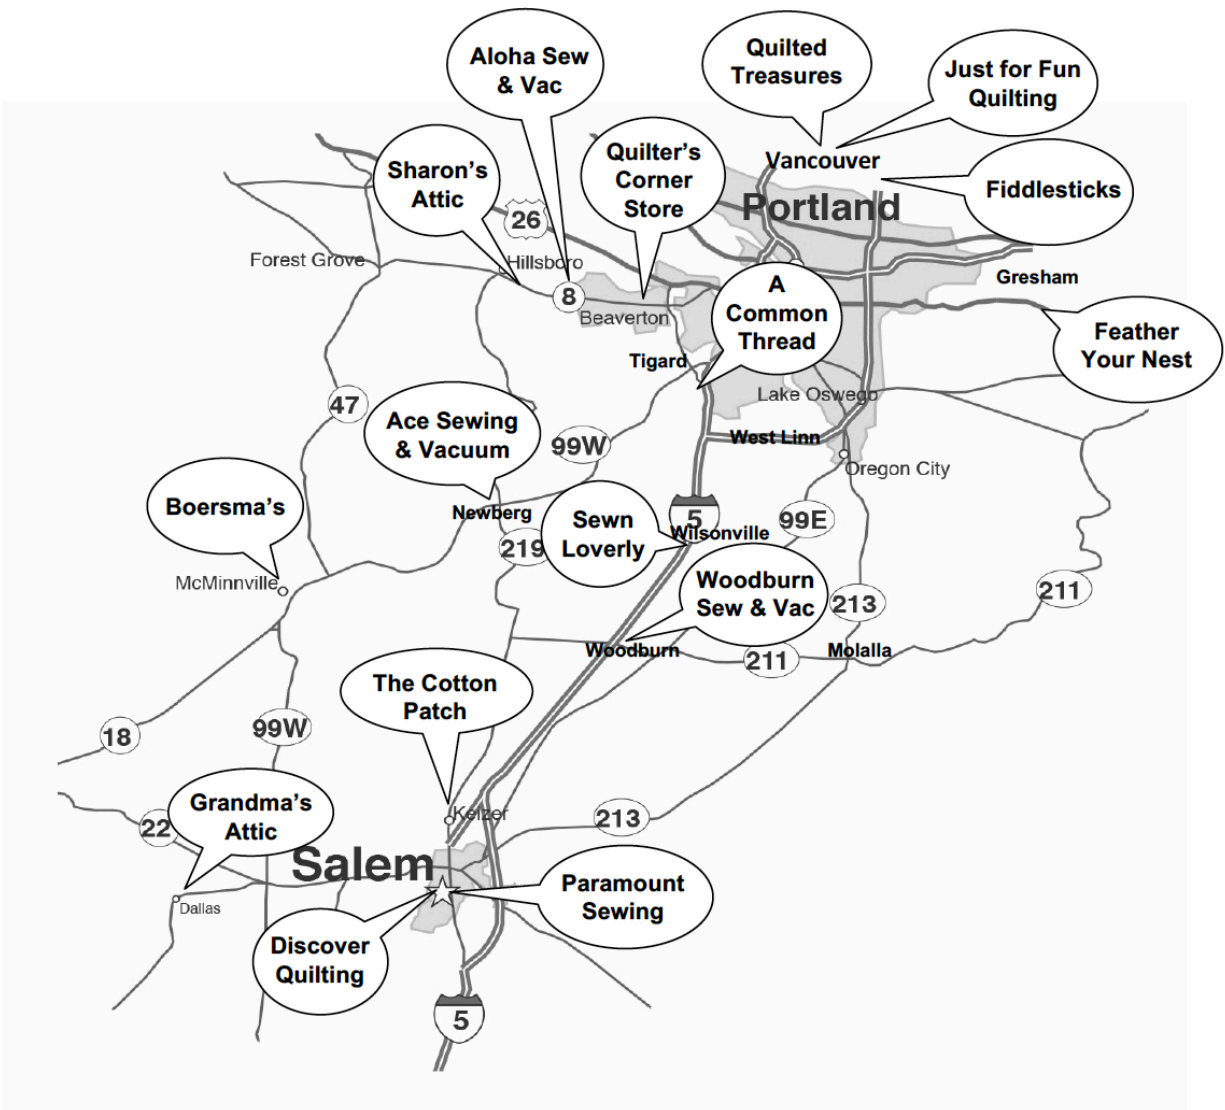 Aloha Sew
& Vac
Quilted
Treasures
Just for Fun
Quilting
Sharon's
Attic
Quilter's
Corner
Store
Vancouver
Fiddlesticks
Portland
26
Forest Grove
Hillsboro
8
Beaverton
A
Common
Thread
Gresham
Feather
Your Nest
Tigard
Lake Oswego
47
Ace Sewing
& Vacuum
99W
West Linn
Oregon City
Boersma's
Newberg
Sewn
Loverly
5
Wilsonville
99E
219
McMinnville
Woodburn
Sew & Vac
213
211
Woodburn
211
Molalla
The Cotton
Patch
18
99W
Grandma's
Attic
22
Keizer
213
Salem
Paramount
Sewing
Dallas
Discover
Quilting
5